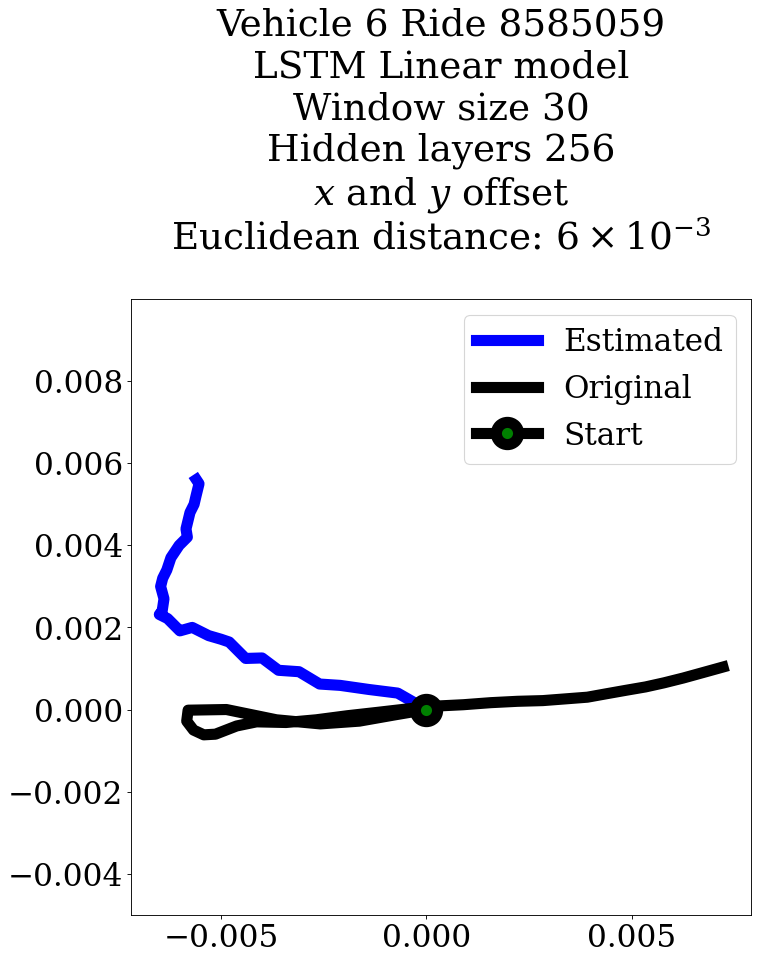 Vehicle 6 Ride 8585059
LSTM Linear model
Window size 30
Hidden layers 256
x and y offset
Euclidean distance: 6 × 10⁻³
Estimated
Original
Start
0.008
0.006
0.004
0.002
0.000
−0.002
−0.004
−0.005 0.000 0.005